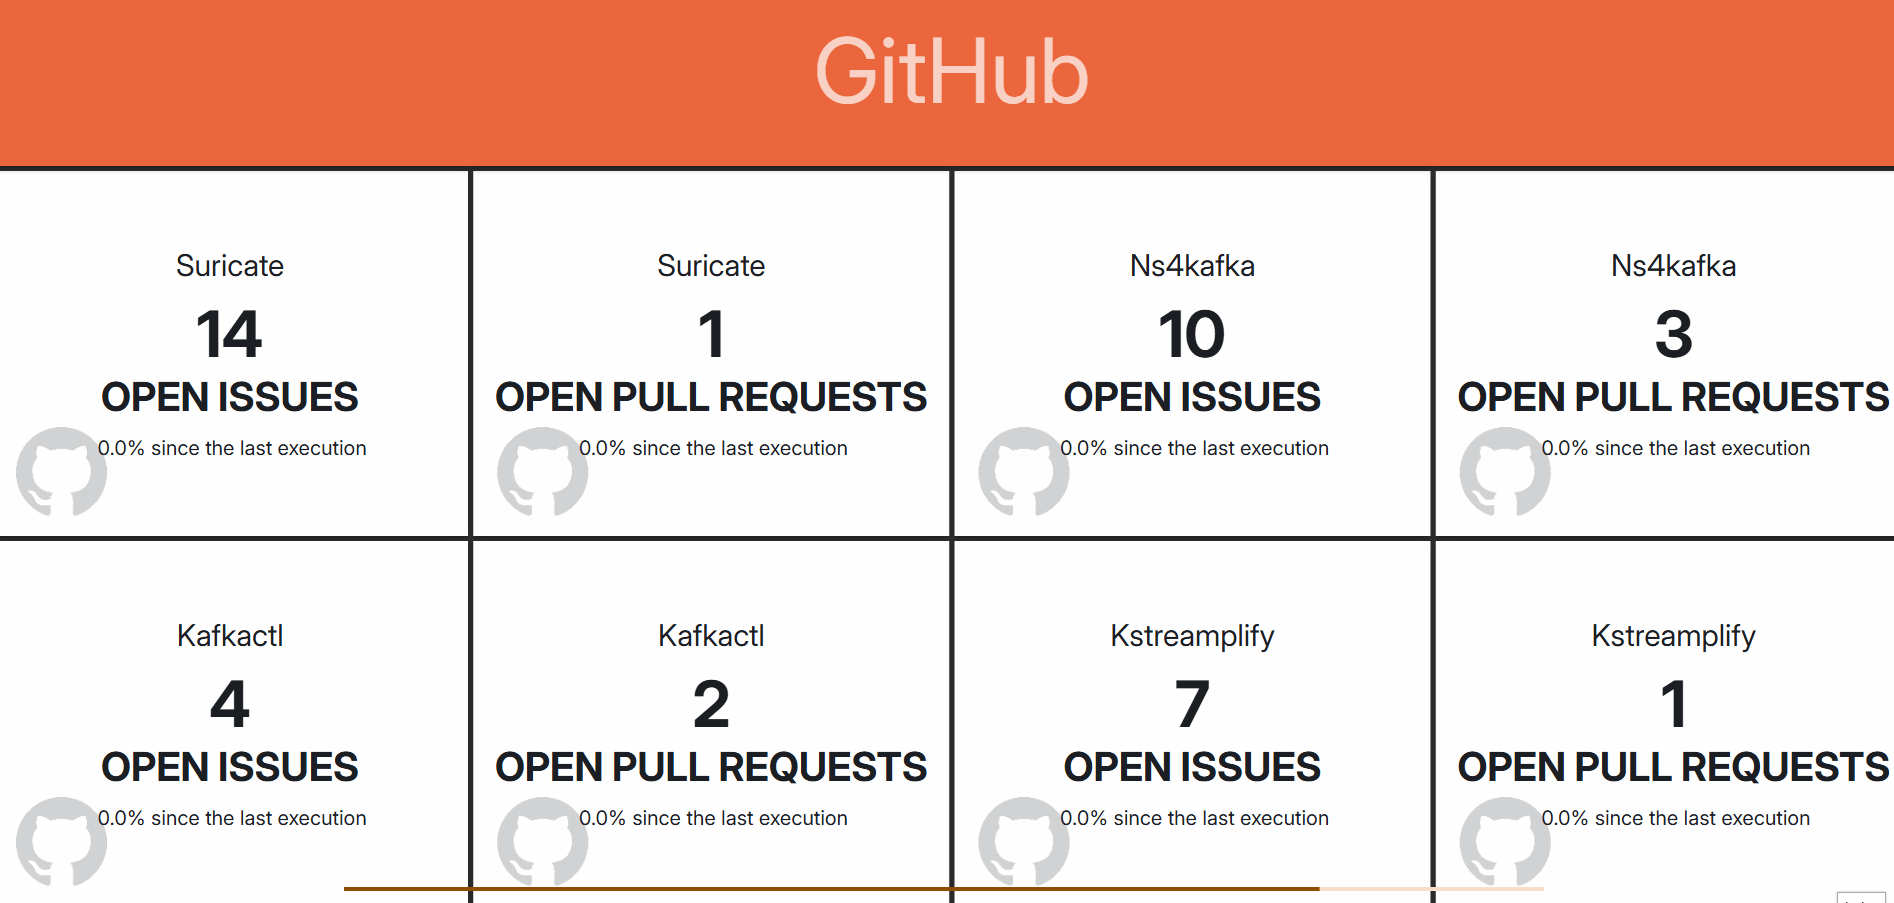 GitHub
Suricate
14
OPEN ISSUES
0.0% since the last execution
Suricate
1
OPEN PULL REQUESTS
0.0% since the last execution
Ns4kafka
10
OPEN ISSUES
0.0% since the last execution
Ns4kafka
3
OPEN PULL REQUESTS
0.0% since the last execution
Kafkactl
4
OPEN ISSUES
0.0% since the last execution
Kafkactl
2
OPEN PULL REQUESTS
0.0% since the last execution
Kstreamplify
7
OPEN ISSUES
0.0% since the last execution
Kstreamplify
1
OPEN PULL REQUESTS
0.0% since the last execution